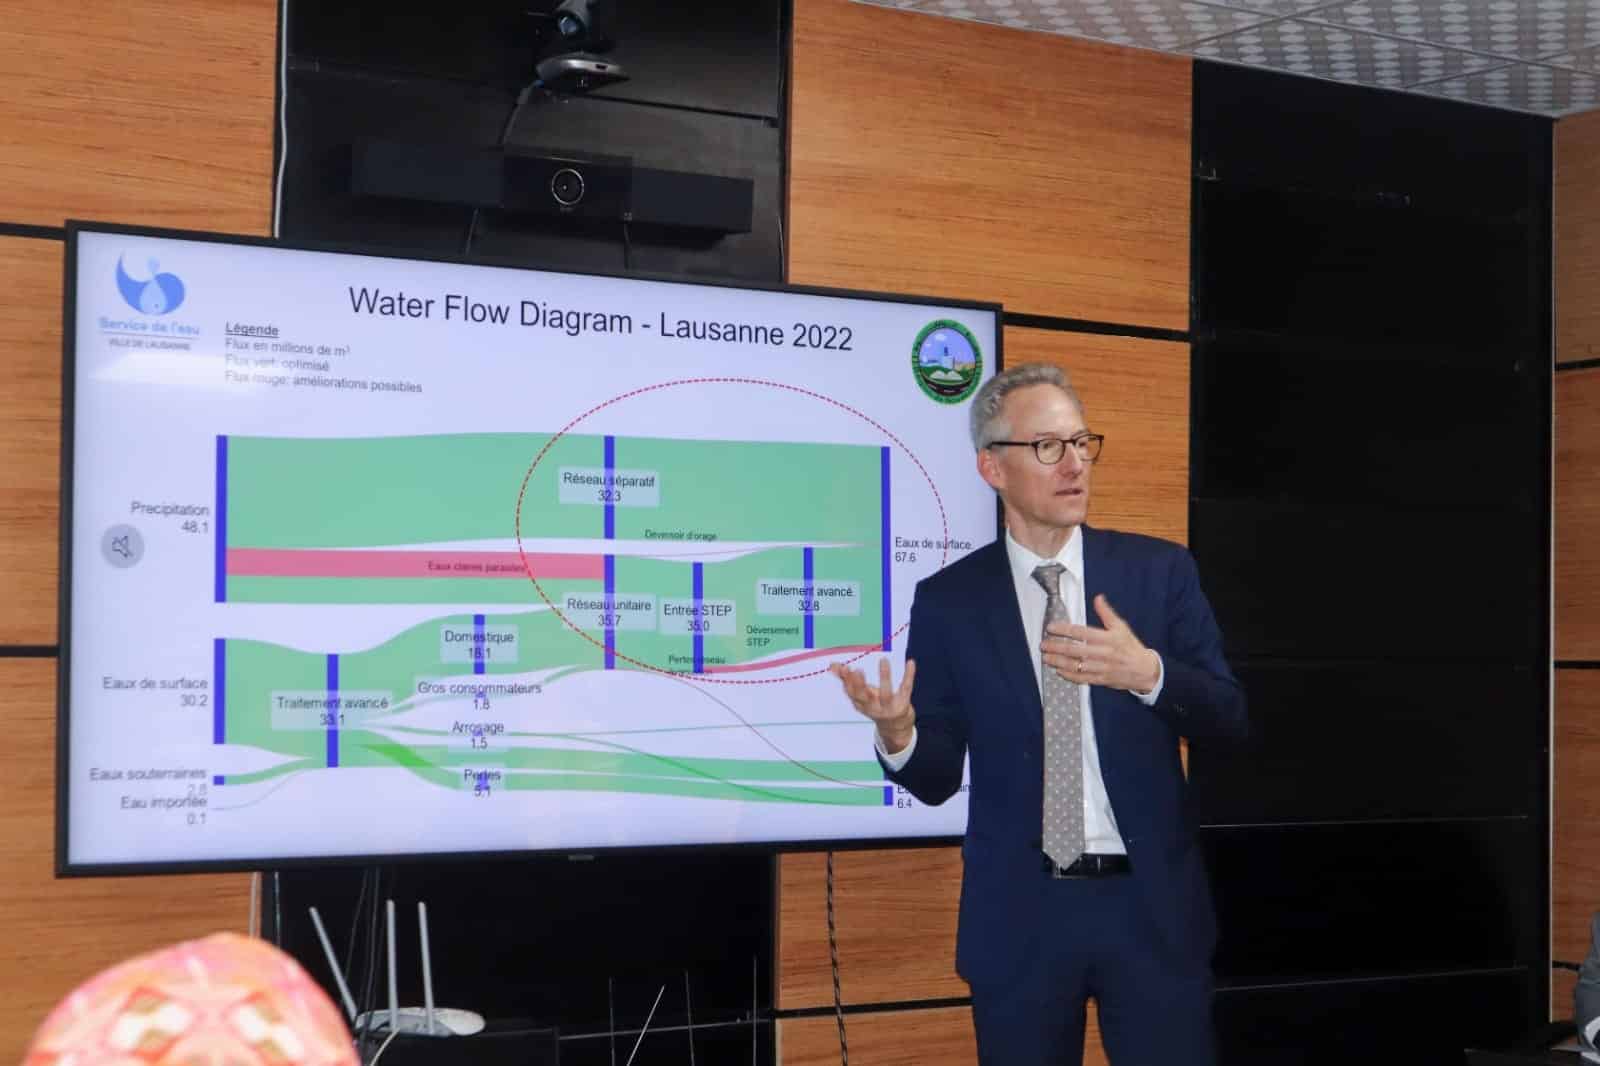 Service de l'eau
VILLE DE LAUSANNE
Water Flow Diagram - Lausanne 2022
Légende
Flux en millions de m³
Flux vert: optimisé
Flux rouge: améliorations possibles
Precipitation
48.1
Réseau séparatif
32.3
Deversoir d'orage
Eaux de surface
67.6
Eaux claires parasites
Réseau unitaire
35.7
Entrée STEP
35.0
Traitement avancé.
32.8
Déversement
STEP
Pertes réseau
Domestique
18.1
Eaux de surface
30.2
Traitement avancé
33.1
Gros consommateurs
1.8
Arrosage
1.5
Pertes
5.1
Eaux souterraines
2.8
Eau importée
0.1
6.4